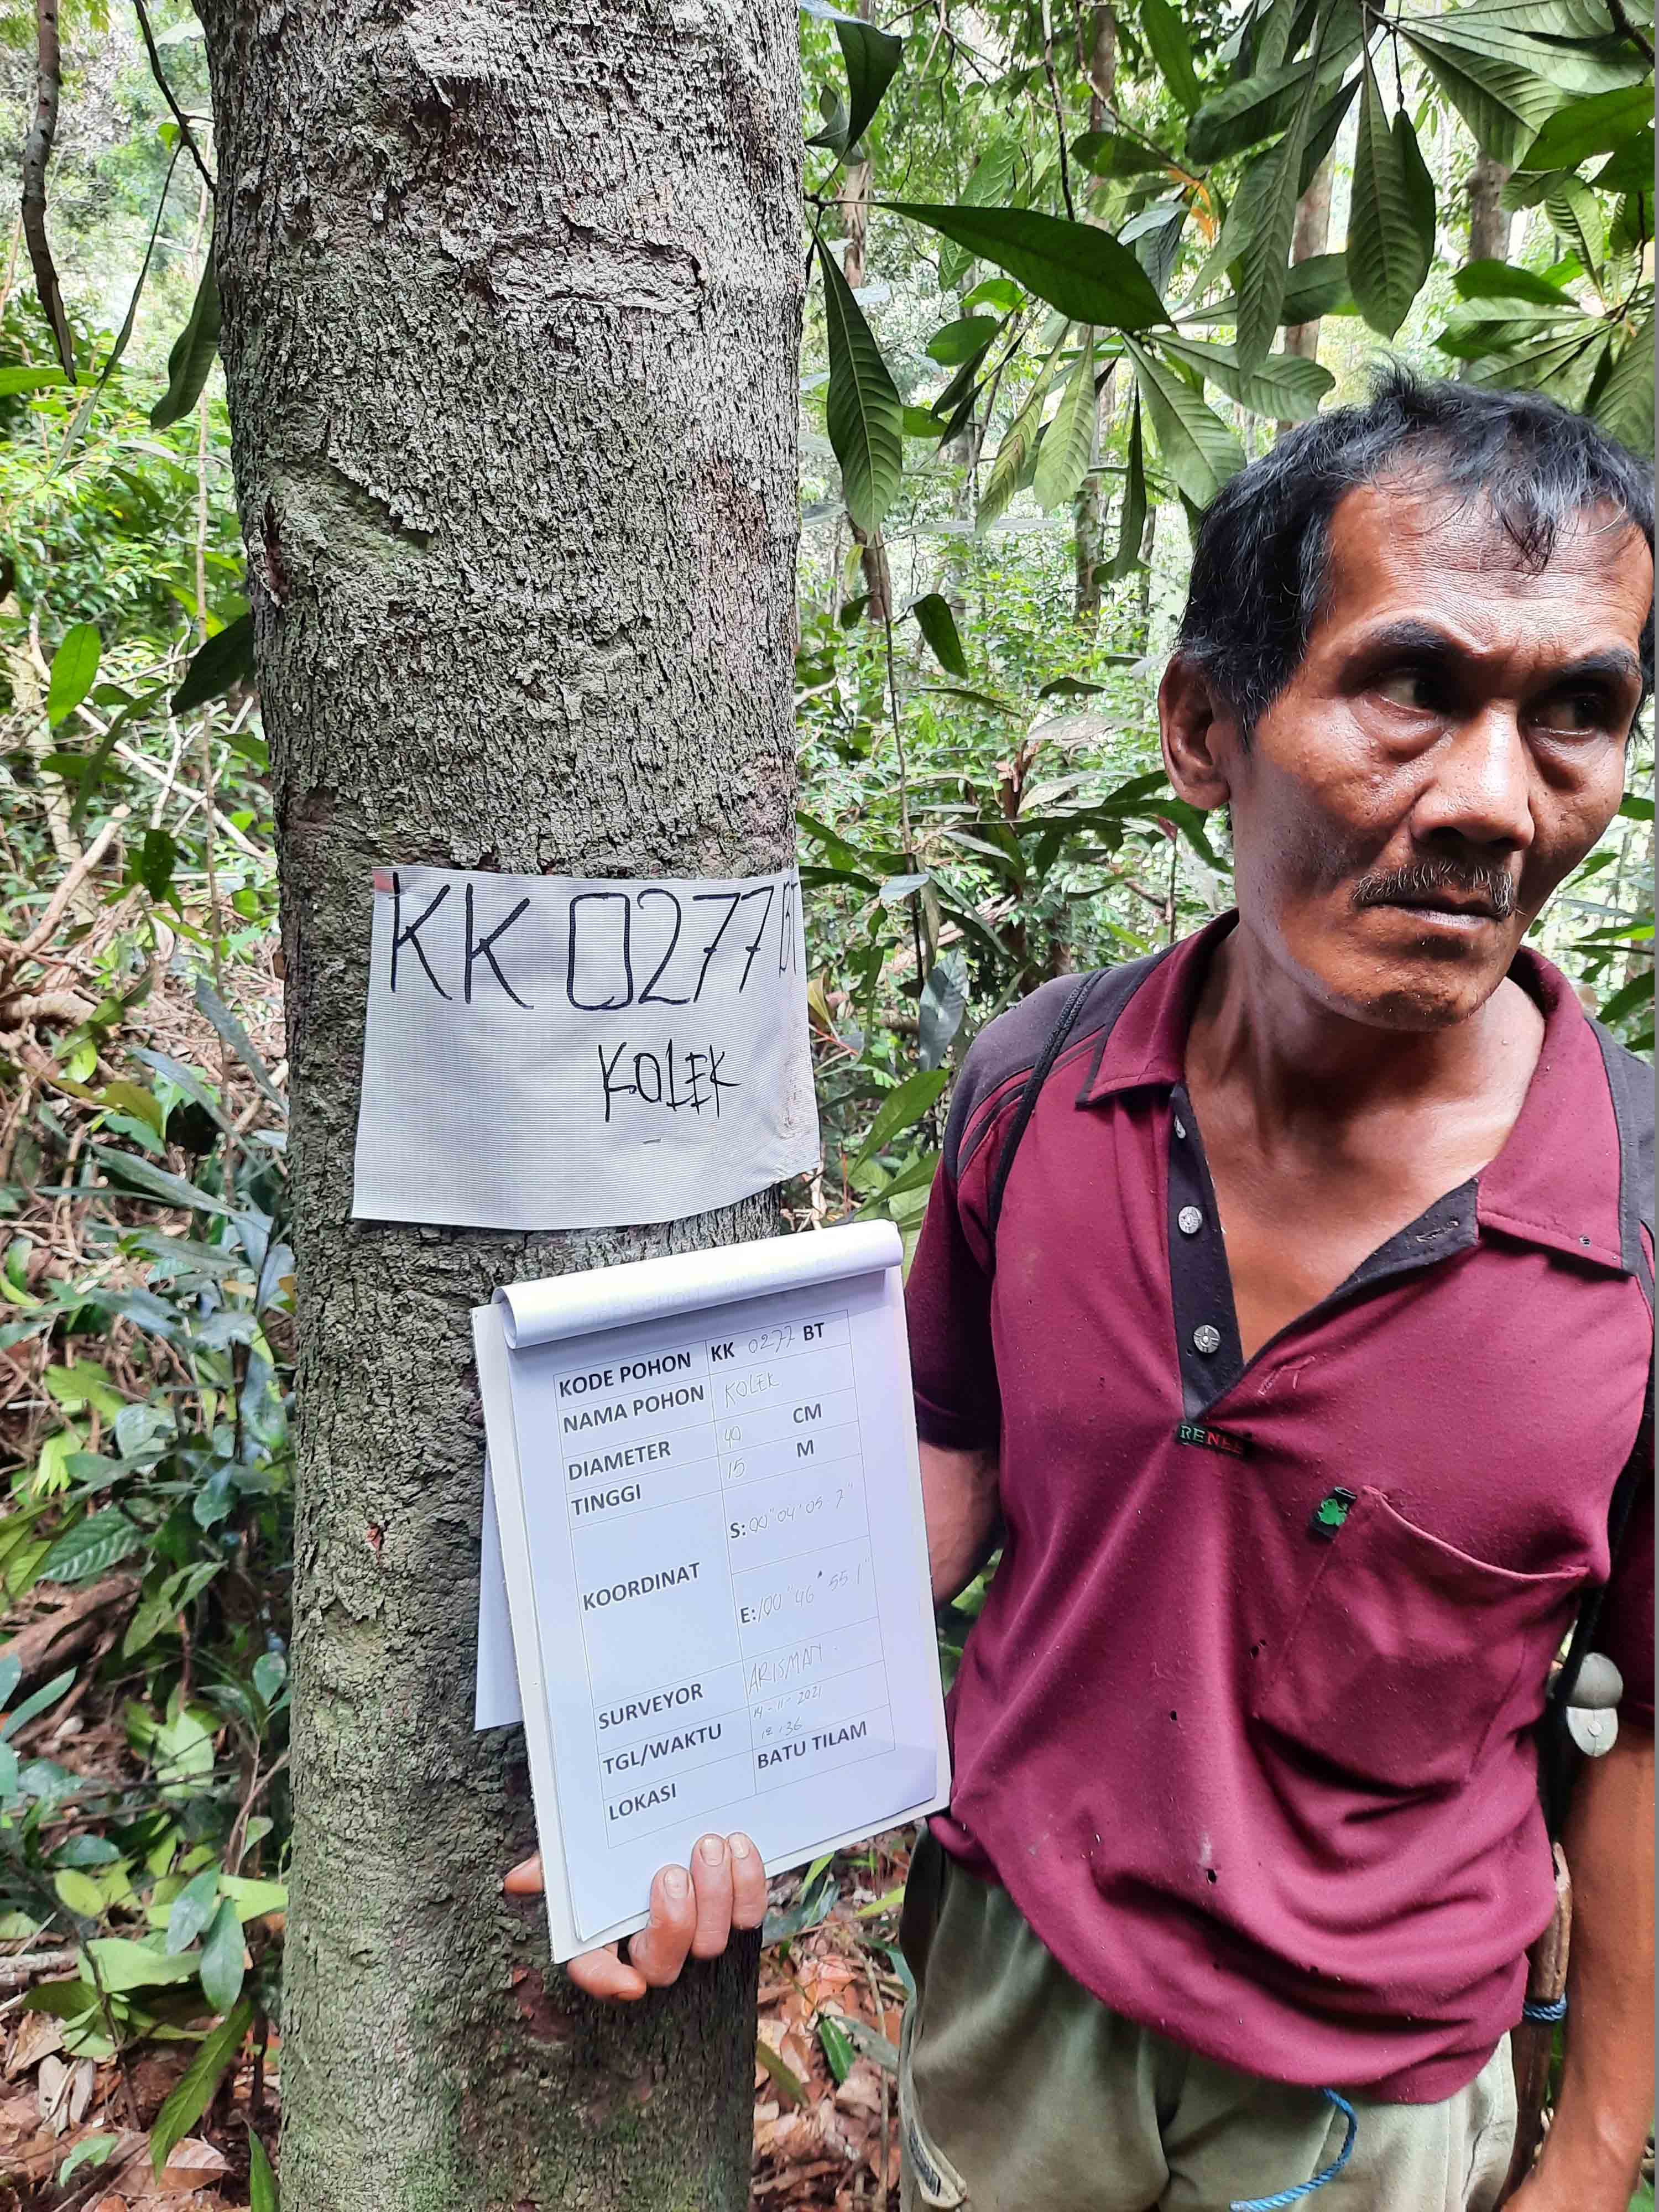 KK 0277 BT
KOLEK
KODE POHON KK 0277 BT
NAMA POHON KOLEK
DIAMETER 40 CM
TINGGI 15 M
KOORDINAT
S: 00° 04' 05 7"
E: 100° 46' 55 1"
SURVEYOR ARISMAN
TGL/WAKTU 14-11-2021
12:36
LOKASI BATU TILAM
RENEE